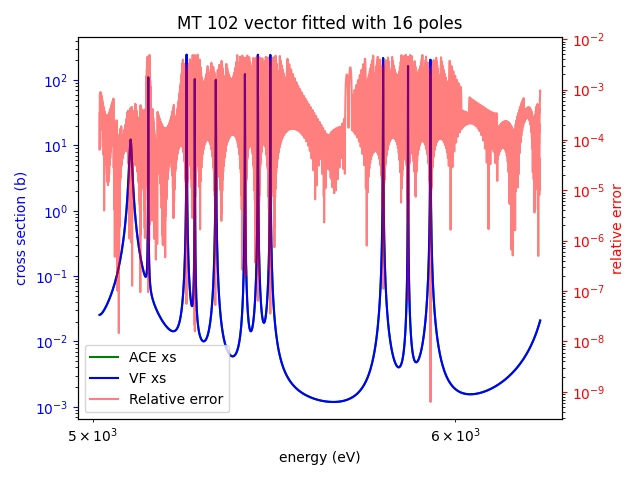 MT 102 vector fitted with 16 poles
cross section (b)
10²
10¹
10⁰
10⁻¹
10⁻²
10⁻³
10⁻²
10⁻³
10⁻⁴
10⁻⁵
10⁻⁶
10⁻⁷
10⁻⁸
10⁻⁹
relative error
ACE xs
VF xs
Relative error
5 × 10³
6 × 10³
energy (eV)